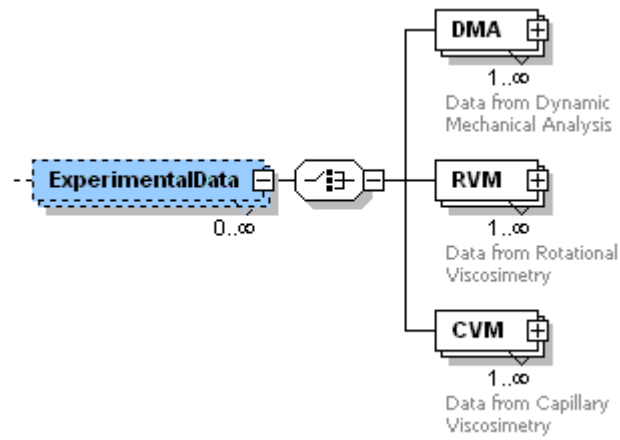 DMA
1..∞
Data from Dynamic
Mechanical Analysis
ExperimentalData
0..∞
RVM
1..∞
Data from Rotational
Viscosimetry
CVM
1..∞
Data from Capillary
Viscosimetry